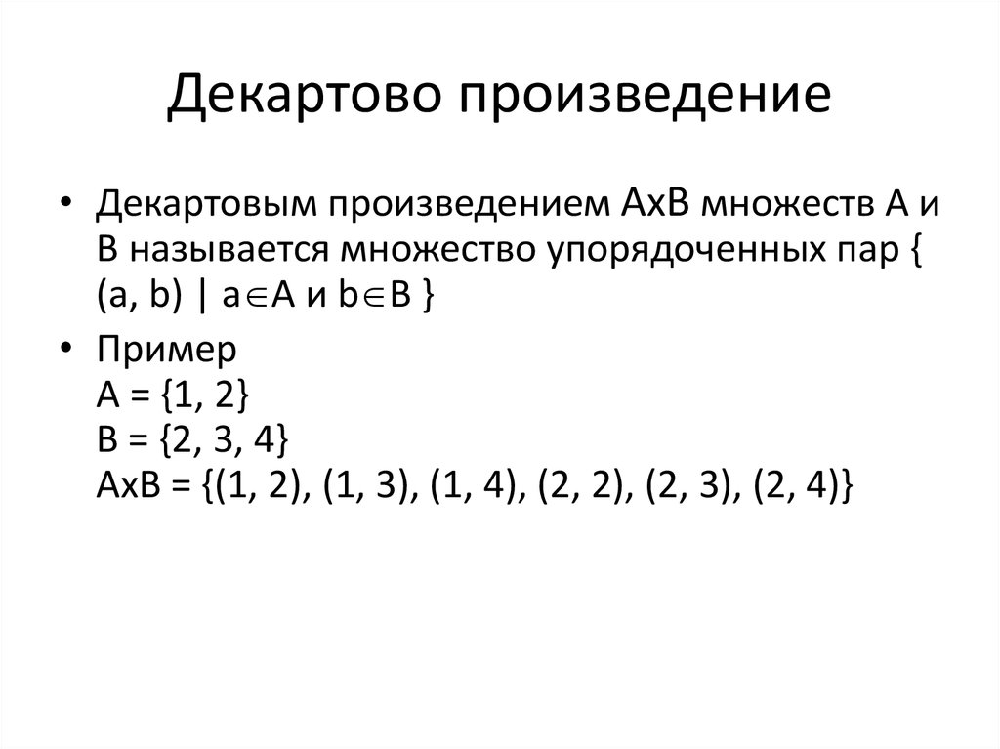 Декартово произведение
• Декартовым произведением AxB множеств A и
B называется множество упорядоченных пар {
(a, b) | a∈A и b∈B }
• Пример
A = {1, 2}
B = {2, 3, 4}
AxB = {(1, 2), (1, 3), (1, 4), (2, 2), (2, 3), (2, 4)}